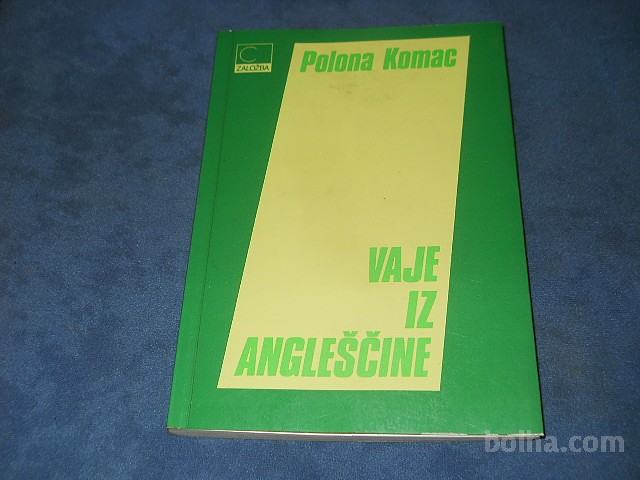 C
ZALOŽBA
Polona Komac
VAJE
IZ
ANGLEŠČINE
bolha.com